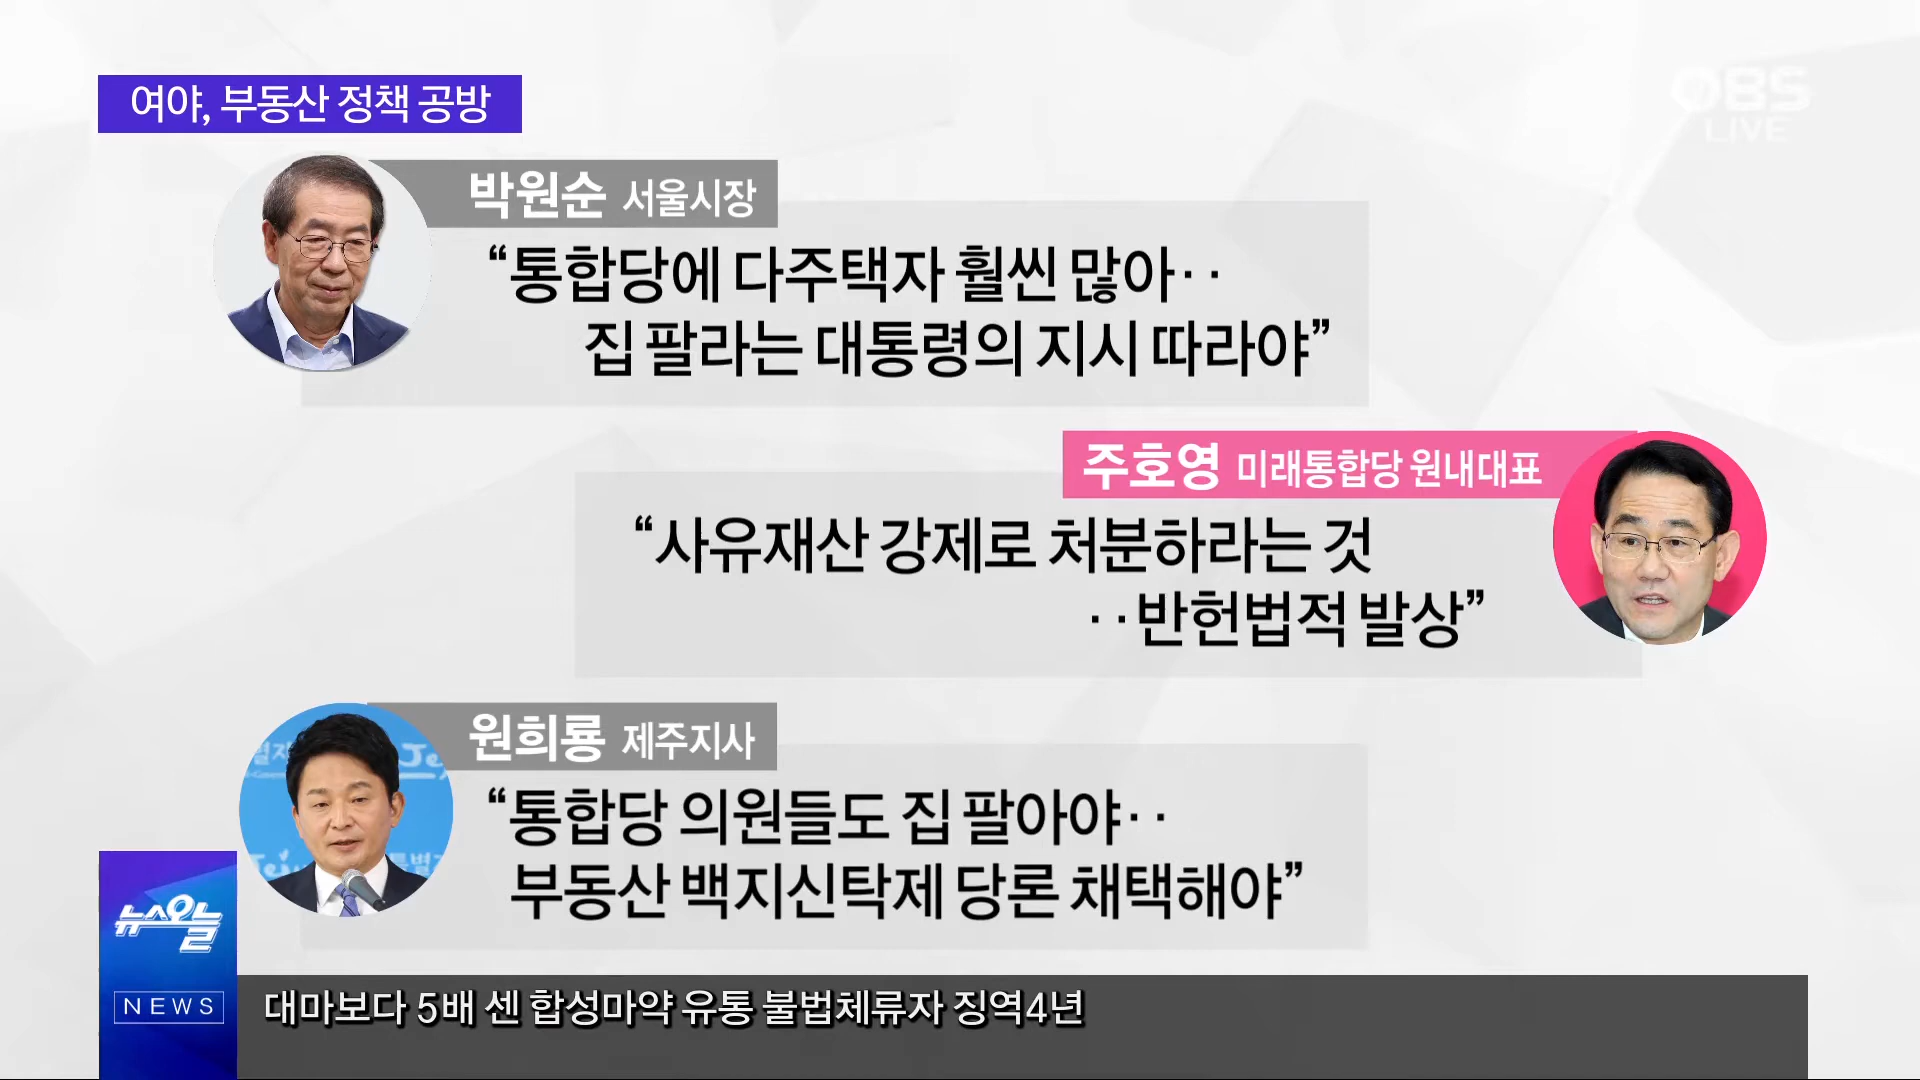 여야, 부동산 정책 공방
OBS
LIVE
박원순 서울시장
“통합당에 다주택자 훨씬 많아‥
집 팔라는 대통령의 지시 따라야”
주호영 미래통합당 원내대표
“사유재산 강제로 처분하라는 것
‥반헌법적 발상”
원희룡 제주지사
“통합당 의원들도 집 팔아야‥
부동산 백지신탁제 당론 채택해야”
뉴스오늘
NEWS
대마보다 5배 센 합성마약 유통 불법체류자 징역4년